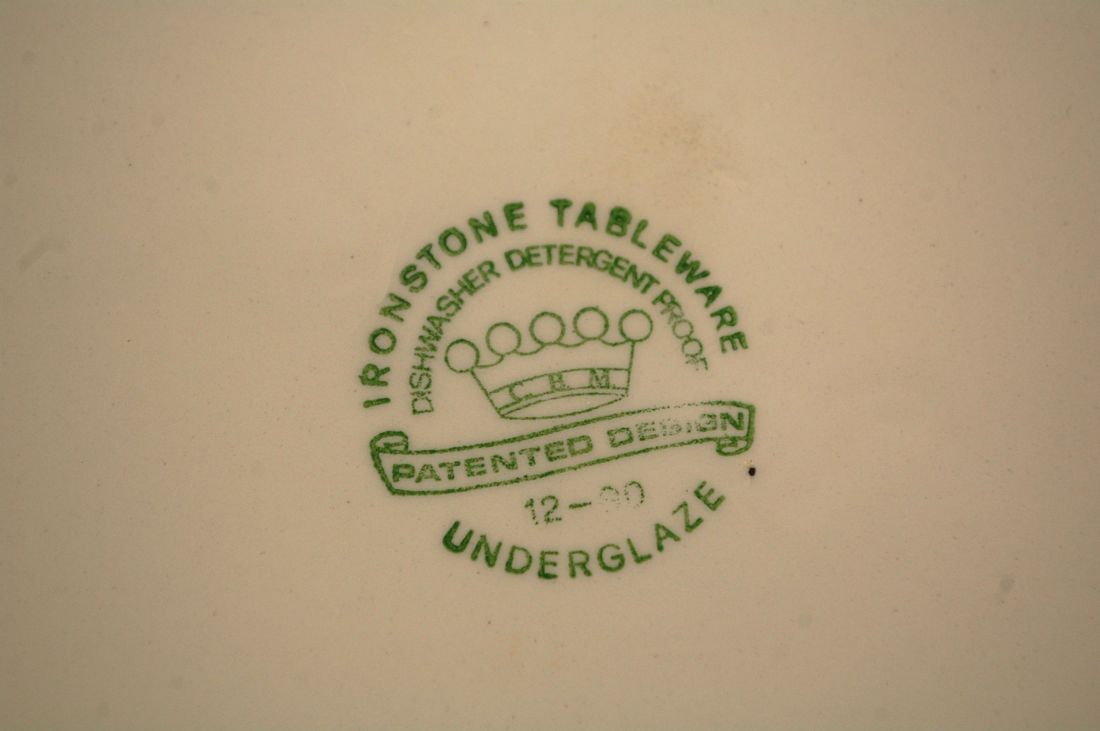 IRONSTONE TABLEWARE
DISHWASHER DETERGENT PROOF
C R M
PATENTED DESIGN
12-90
UNDERGLAZE